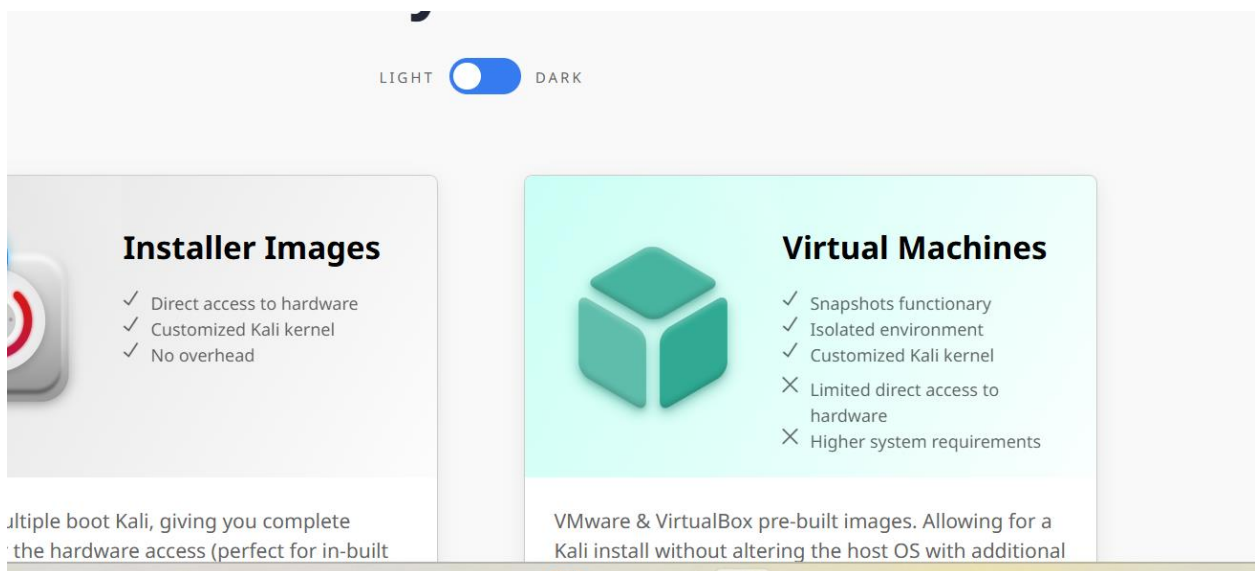 LIGHT DARK
Installer Images
Direct access to hardware
Customized Kali kernel
No overhead
boot Kali, giving you complete
the hardware access (perfect for in-built
Virtual Machines
Snapshots functionary
Isolated environment
Customized Kali kernel
Limited direct access to
hardware
Higher system requirements
VMware & VirtualBox pre-built images. Allowing for a
Kali install without altering the host OS with additional